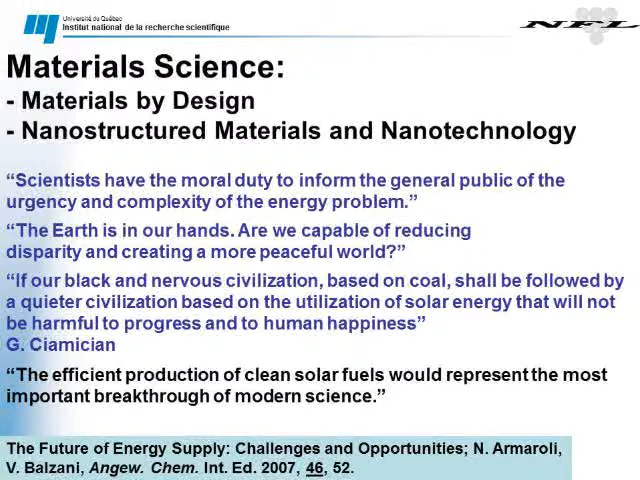 Université du Québec
Institut national de la recherche scientifique
NFL
Materials Science:
- Materials by Design
- Nanostructured Materials and Nanotechnology
“Scientists have the moral duty to inform the general public of the
urgency and complexity of the energy problem.”
“The Earth is in our hands. Are we capable of reducing
disparity and creating a more peaceful world?”
“If our black and nervous civilization, based on coal, shall be followed by
a quieter civilization based on the utilization of solar energy that will not
be harmful to progress and to human happiness”
G. Ciamician
“The efficient production of clean solar fuels would represent the most
important breakthrough of modern science.”
The Future of Energy Supply: Challenges and Opportunities; N. Armaroli,
V. Balzani, Angew. Chem. Int. Ed. 2007, 46, 52.